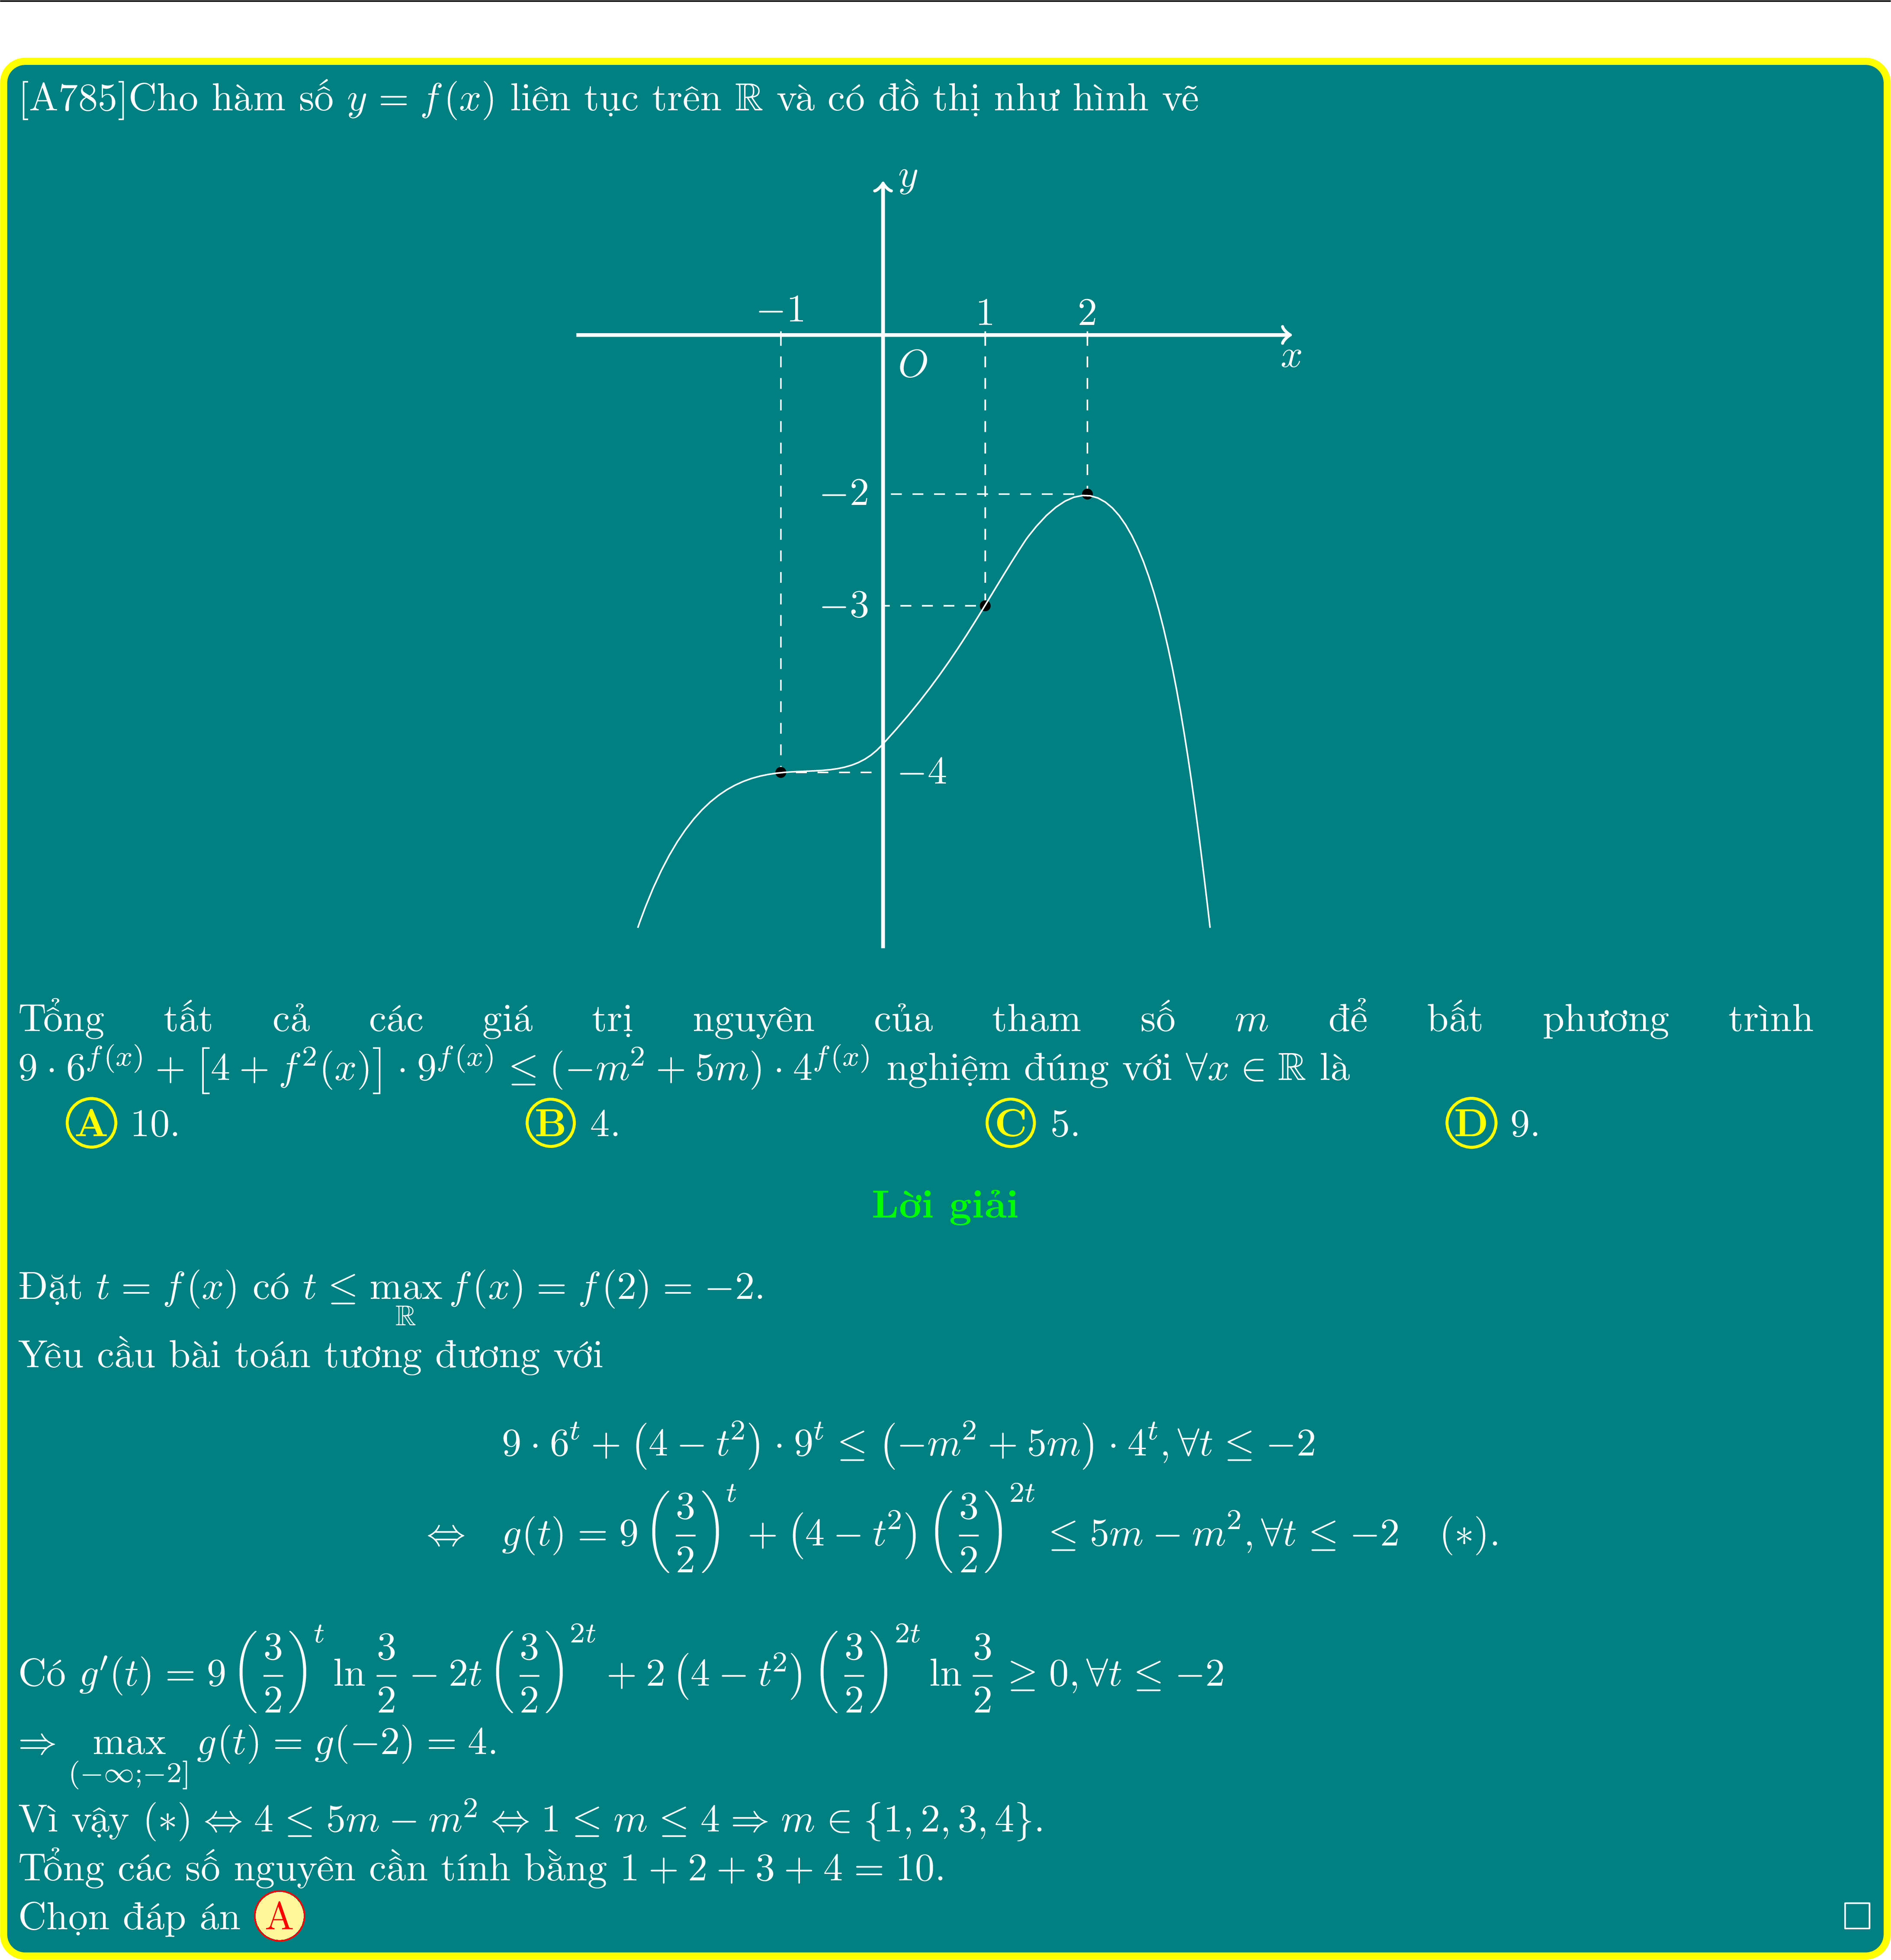 [A785]Cho hàm số $y = f(x)$ liên tục trên $\mathbb{R}$ và có đồ thị như hình vẽ
y
−1
1
2
O
x
−2
−3
−4
Tổng tất cả các giá trị nguyên của tham số $m$ để bất phương trình
$9 \cdot 6^{f(x)} + \left[4 + f^2(x)\right] \cdot 9^{f(x)} \leq (-m^2 + 5m) \cdot 4^{f(x)}$ nghiệm đúng với $\forall x \in \mathbb{R}$ là
A 10. B 4. C 5. D 9.
Lời giải
Đặt $t = f(x)$ có $t \leq \max\limits_{\mathbb{R}} f(x) = f(2) = -2$.
Yêu cầu bài toán tương đương với
$9 \cdot 6^t + \left(4 - t^2\right) \cdot 9^t \leq \left(-m^2 + 5m\right) \cdot 4^t, \forall t \leq -2$
$\Leftrightarrow g(t) = 9\left(\dfrac{3}{2}\right)^t + \left(4 - t^2\right)\left(\dfrac{3}{2}\right)^{2t} \leq 5m - m^2, \forall t \leq -2 \quad (*)$.
Có $g'(t) = 9\left(\dfrac{3}{2}\right)^t \ln\dfrac{3}{2} - 2t\left(\dfrac{3}{2}\right)^{2t} + 2\left(4 - t^2\right)\left(\dfrac{3}{2}\right)^{2t} \ln\dfrac{3}{2} \geq 0, \forall t \leq -2$
$\Rightarrow \max\limits_{(-\infty;-2]} g(t) = g(-2) = 4$.
Vì vậy $(*) \Leftrightarrow 4 \leq 5m - m^2 \Leftrightarrow 1 \leq m \leq 4 \Rightarrow m \in \{1, 2, 3, 4\}$.
Tổng các số nguyên cần tính bằng $1 + 2 + 3 + 4 = 10$.
Chọn đáp án A □